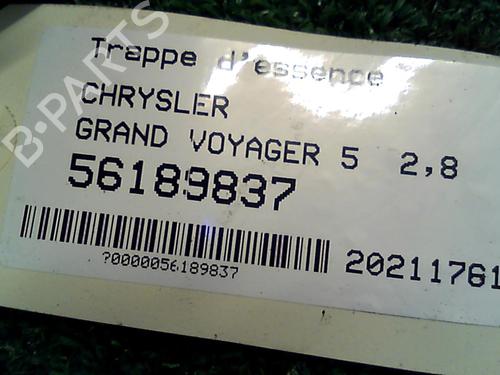 Trappe d'essence
CHRYSLER
GRAND VOYAGER 5 2,8
56189837
?0000056189837
20211761
B-PARTS